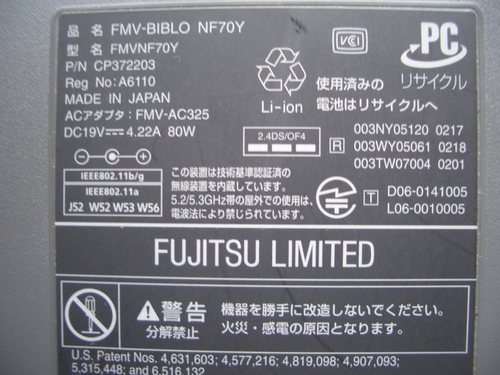 品 名 FMV-BIBLO NF70Y
型 名 FMVNF70Y
P/N CP372203
Reg No: A6110
MADE IN JAPAN
ACアダプタ: FMV-AC325
DC19V 4.22A 80W
VCCI
PC
リサイクル
Li-ion
使用済みの
電池はリサイクルへ
IEEE802.11b/g
IEEE802.11a
J52 W52 W53 W56
2.4DS/OF4
この装置は技術基準認証済の
無線装置を内蔵しています。
5.2/5.3GHz帯の屋外での使用は、
電波法により禁じられています。
R 003NY05120 0217
003WY05061 0218
003TW07004 0201
T D06-0141005
L06-0010005
FUJITSU LIMITED
分解禁止
警告 機器を勝手に改造しないでください。
火災・感電の原因となります。
U.S. Patent Nos. 4,631,603; 4,577,216; 4,819,098; 4,907,093;
5,315,448; and 6,516,132